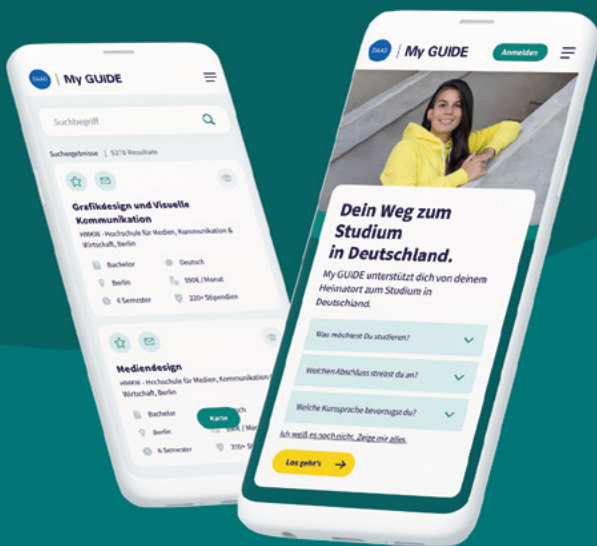 DAAD | My GUIDE
Suchbegriff
Suchergebnisse |
Grafikdesign und Visuelle
Kommunikation
HMKW - Hochschule für Medien, Kommunikation &
Wirtschaft, Berlin
Bachelor Deutsch
Berlin 590€ / Monat
6 Semester 220+ Stipendien
Mediendesign
HMKW - Hochschule für Medien, Kommunikation &
Wirtschaft, Berlin
Bachelor
Berlin 590€ / Monat
6 Semester 220+ Stipendien
Karte
DAAD | My GUIDE Anmelden
Dein Weg zum
Studium
in Deutschland.
My GUIDE unterstützt dich von deinem
Heimatort zum Studium in
Deutschland.
Was möchtest Du studieren?
Welchen Abschluss strebst du an?
Welche Kurssprache bevorzugst du?
Ich weiß es noch nicht. Zeige mir alles.
Los geht's